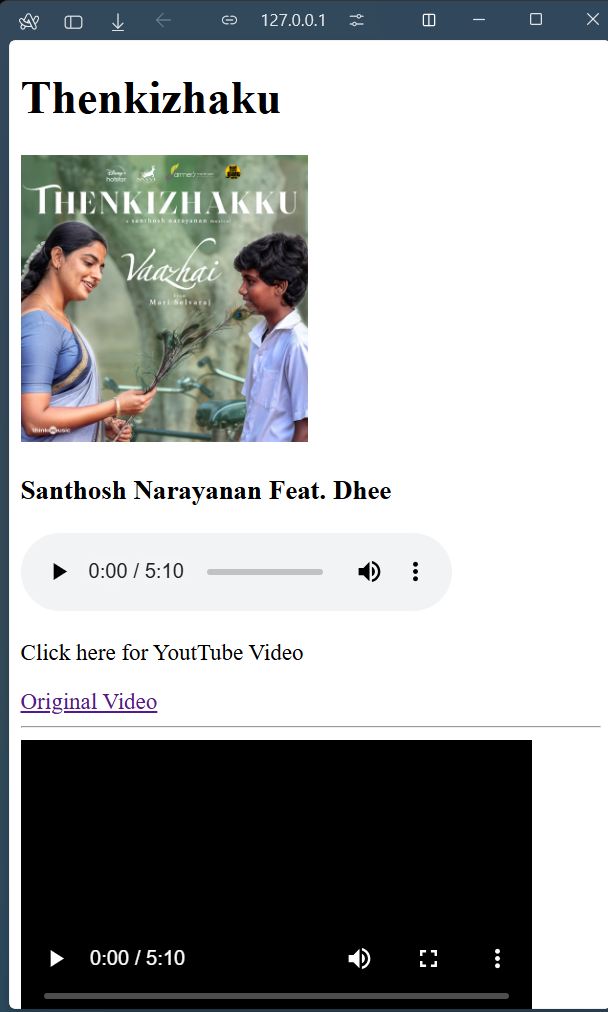 127.0.0.1
Thenkizhaku
Disney+
hotstar
THENKIZHAKKU
a santhosh narayanan musical
Vaazhai
Mari Selvaraj
think music
Santhosh Narayanan Feat. Dhee
0:00 / 5:10
Click here for YoutTube Video
Original Video
0:00 / 5:10